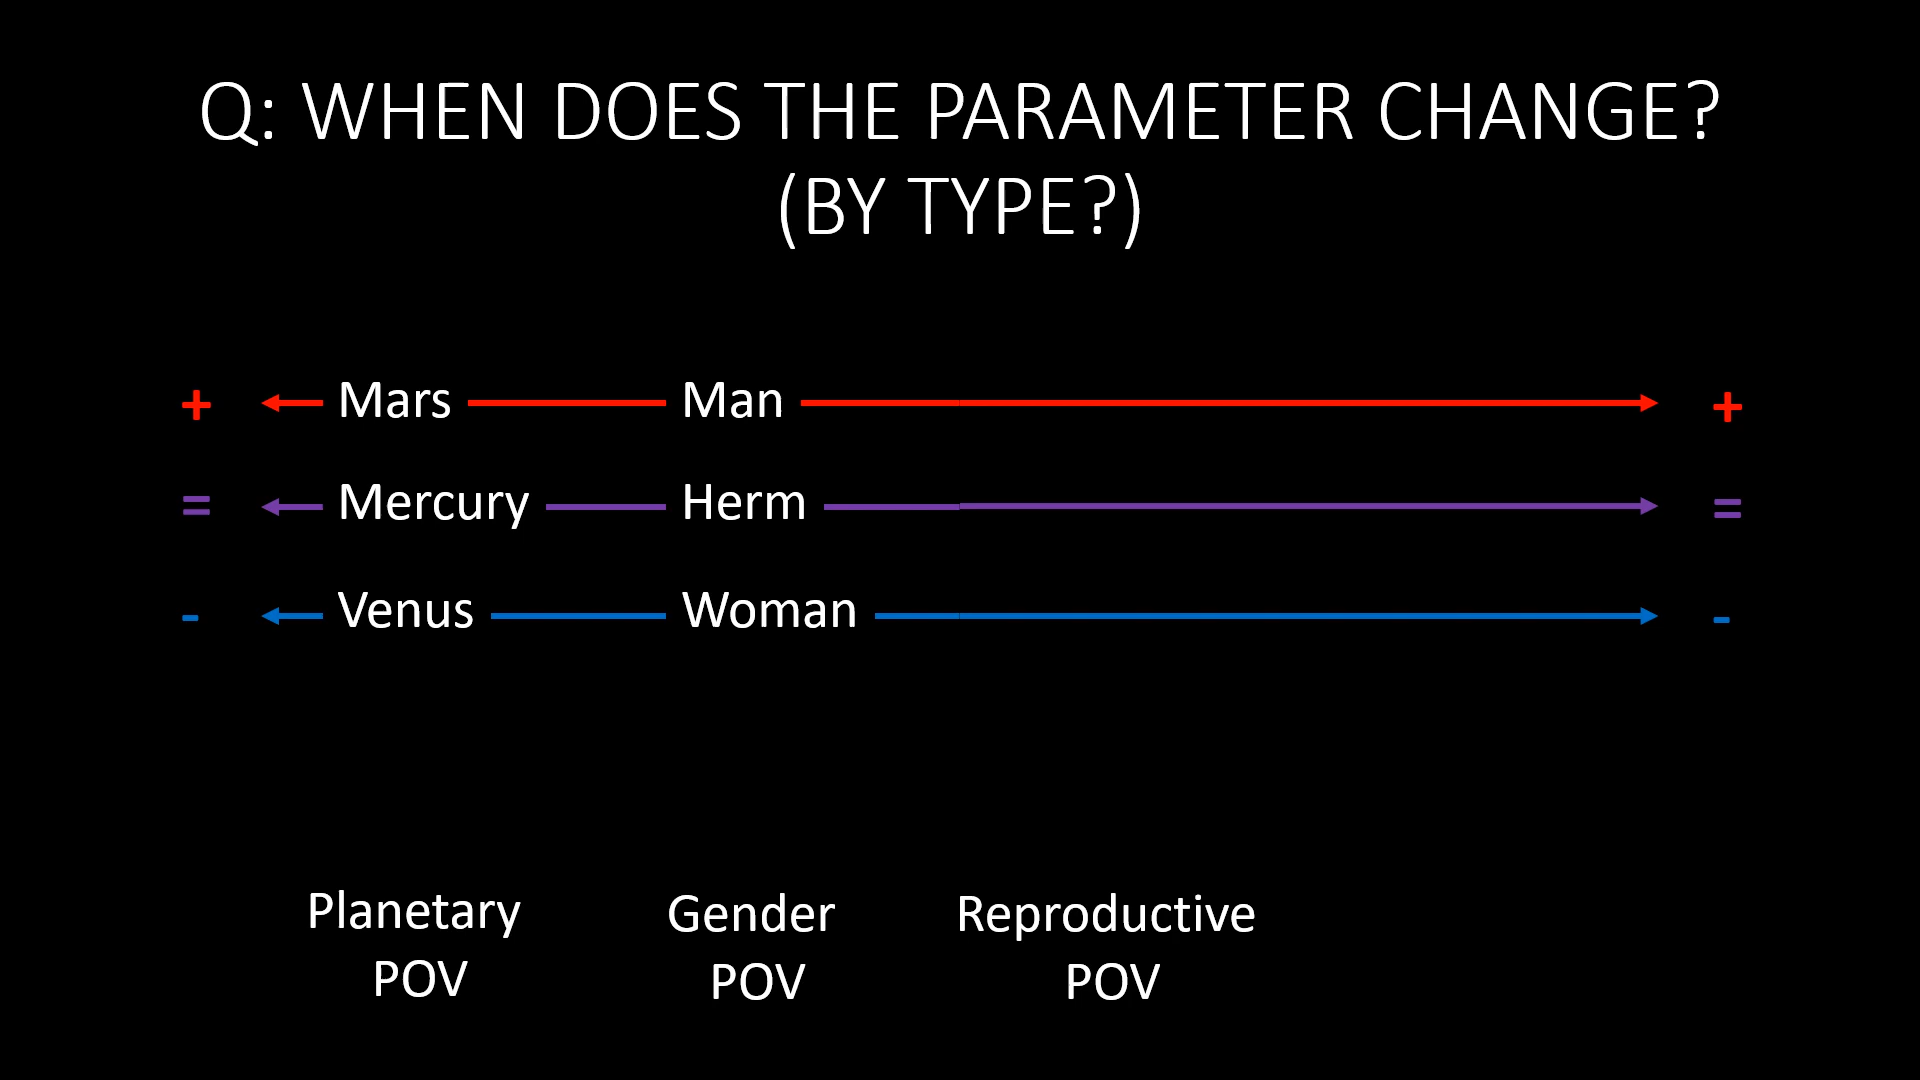 Q: WHEN DOES THE PARAMETER CHANGE?
(BY TYPE?)
+ Mars Man +
= Mercury Herm =
- Venus Woman -
Planetary POV
Gender POV
Reproductive POV